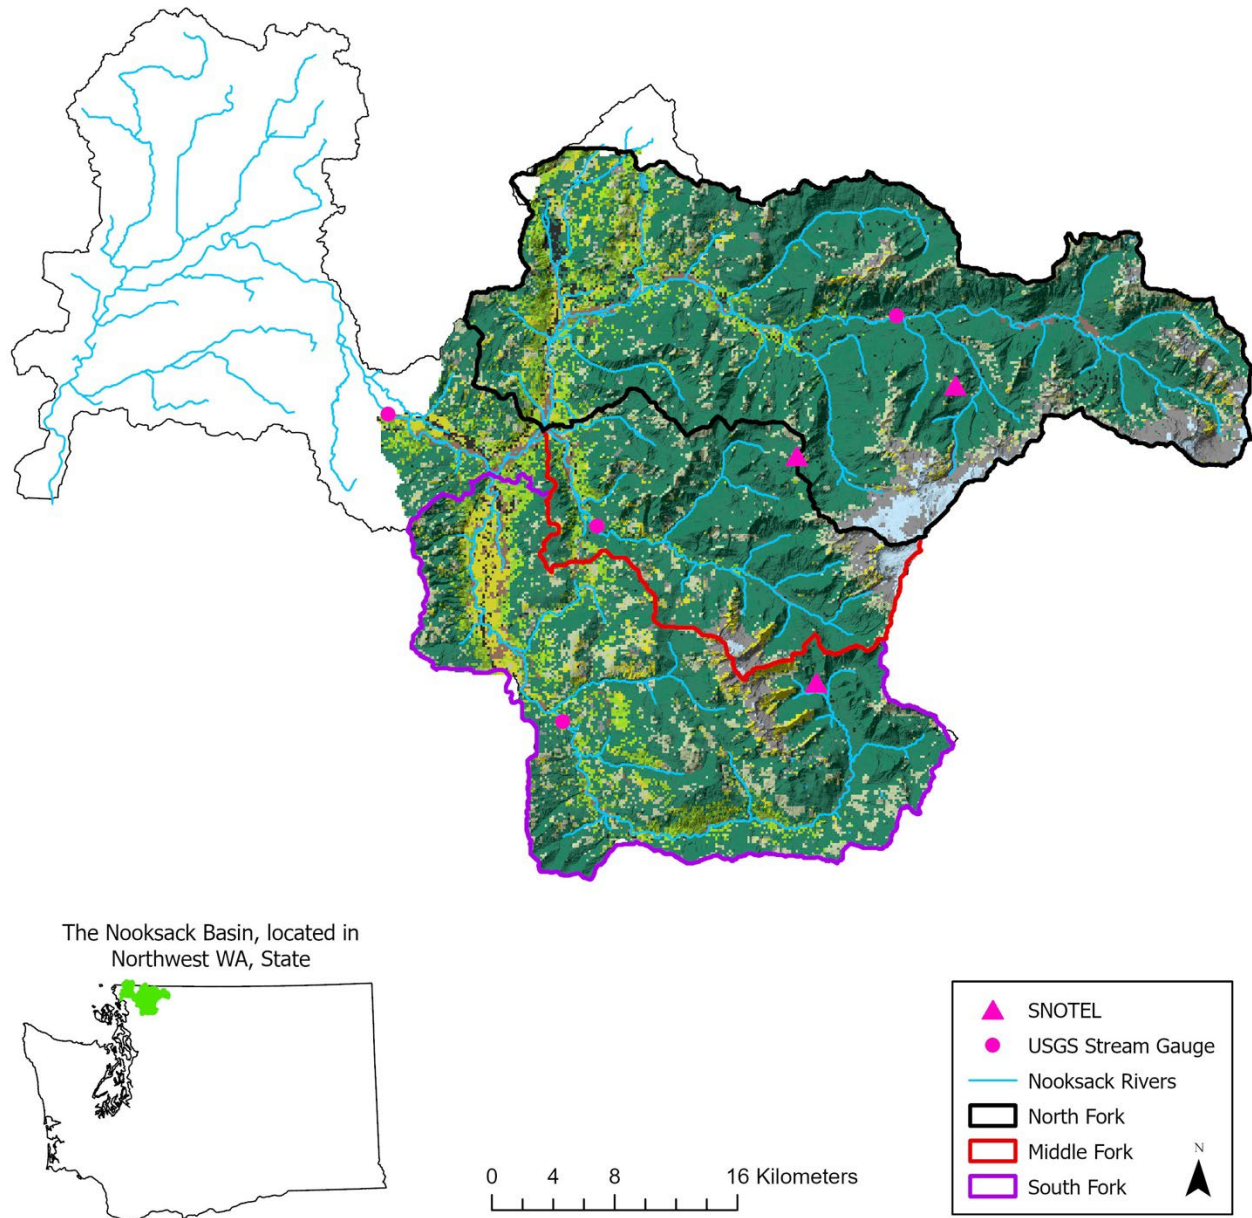 The Nooksack Basin, located in
Northwest WA, State
SNOTEL
USGS Stream Gauge
Nooksack Rivers
North Fork
Middle Fork
South Fork
N
0 4 8 16 Kilometers